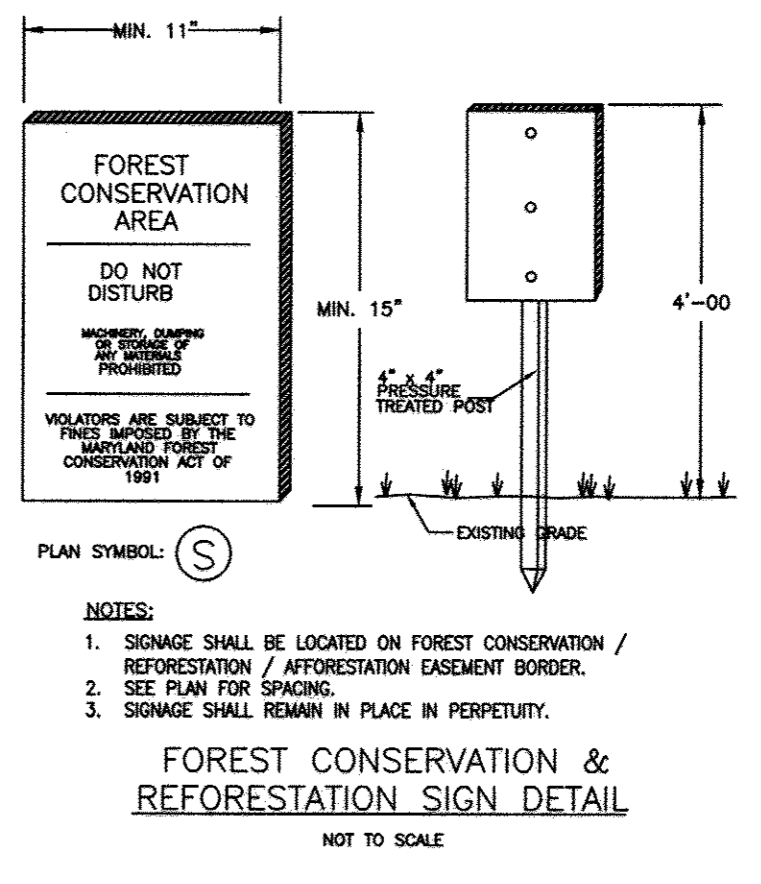 MIN. 11"
FOREST
CONSERVATION
AREA
DO NOT
DISTURB
MACHINERY, DUMPING
OR STORAGE OF
ANY MATERIALS
PROHIBITED
VIOLATORS ARE SUBJECT TO
FINES IMPOSED BY THE
MARYLAND FOREST
CONSERVATION ACT OF
1991
MIN. 15"
4'-00
4" x 4"
PRESSURE
TREATED POST
EXISTING GRADE
PLAN SYMBOL: S
NOTES:
1. SIGNAGE SHALL BE LOCATED ON FOREST CONSERVATION /
REFORESTATION / AFFORESTATION EASEMENT BORDER.
2. SEE PLAN FOR SPACING.
3. SIGNAGE SHALL REMAIN IN PLACE IN PERPETUITY.
FOREST CONSERVATION &
REFORESTATION SIGN DETAIL
NOT TO SCALE